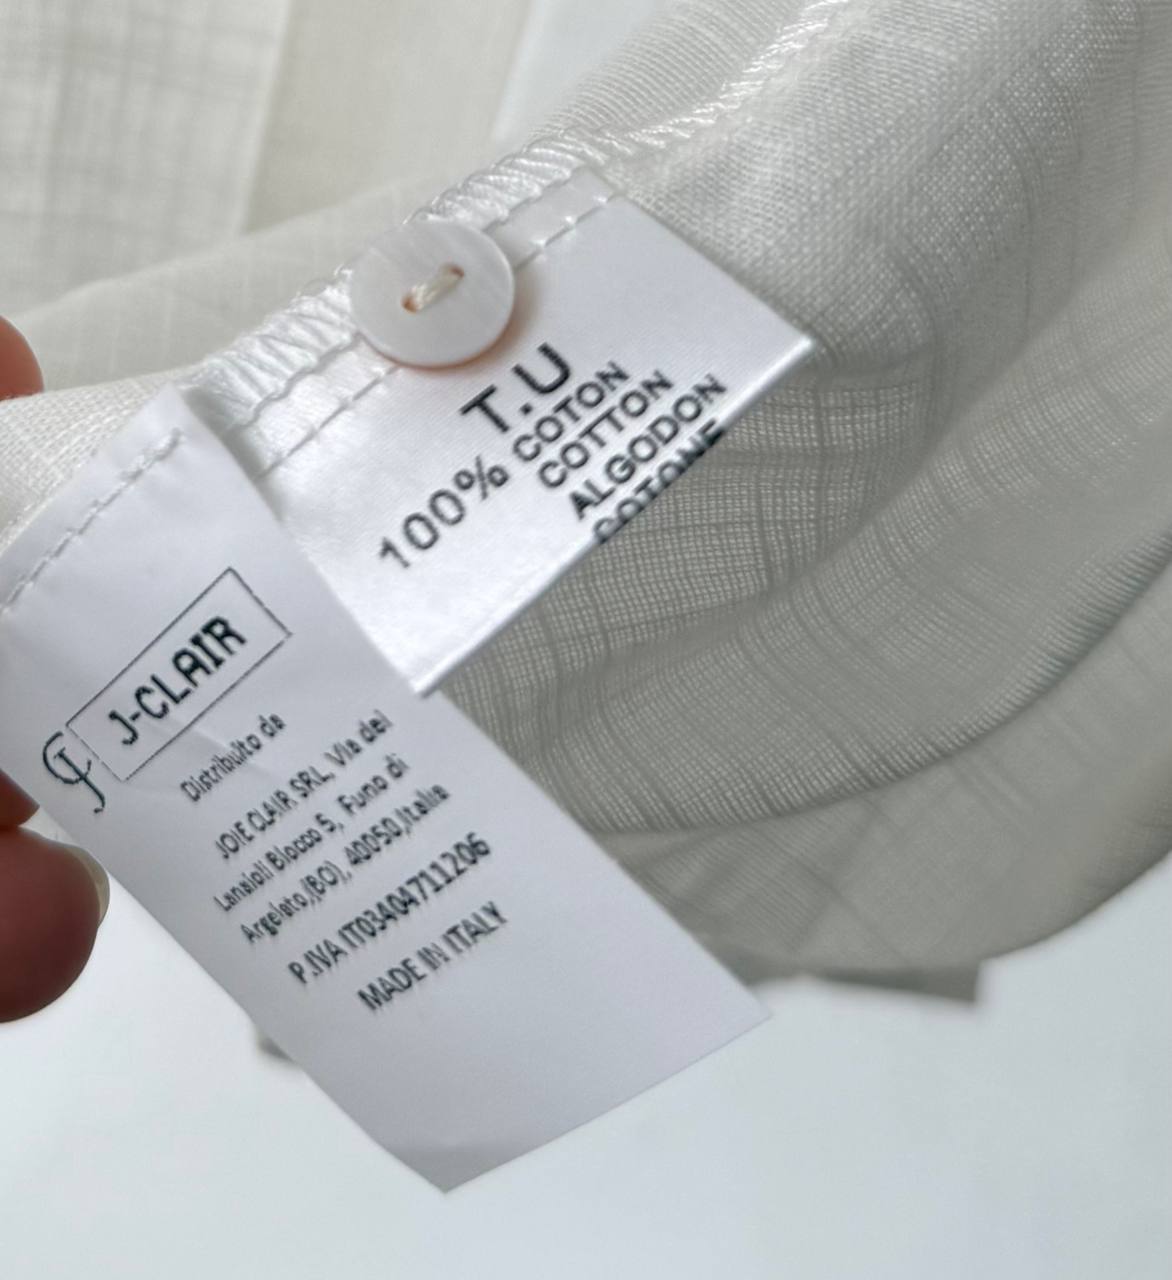 T.U
100% COTON
COTTON
ALGODON
COTONE
J-CLAIR
Distribuito da
JOIE CLAIR SRL, Via dei
Lanaioli Blocco 5, Funo di
Argelato,(BO), 40050,Italia
P.IVA IT03404711206
MADE IN ITALY